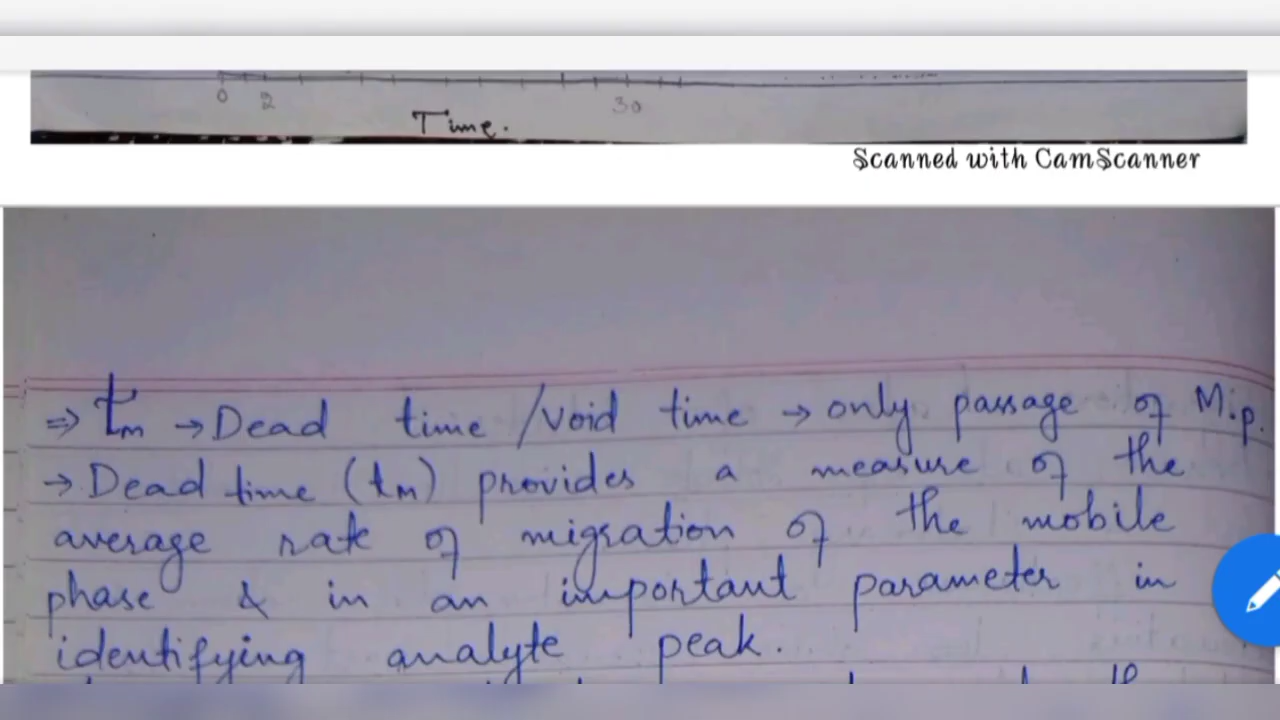 0 2 30
Time.
Scanned with CamScanner
⇒ tm → Dead time / void time → only passage of M.p.
→ Dead time (tM) provides a measure of the
average rate of migration of the mobile
phase & in an important parameter in
identifying analyte peak.